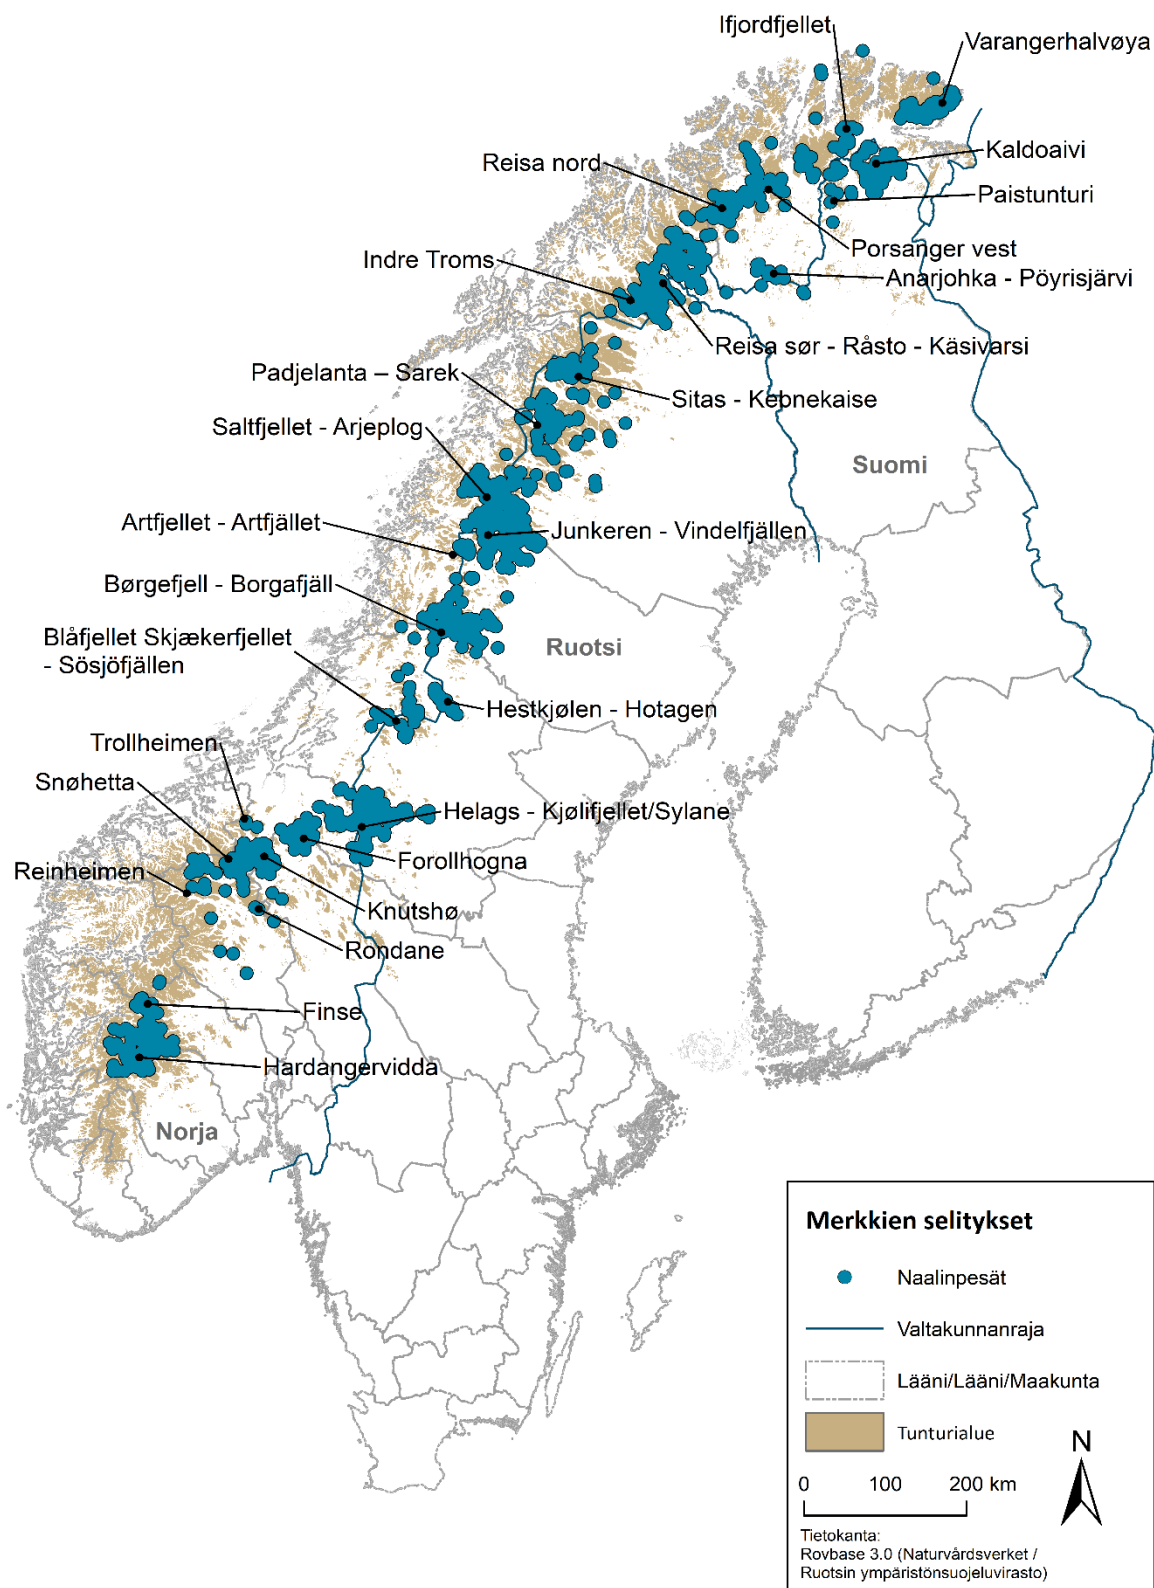 Ifjordfjellet
Varangerhalvøya
Reisa nord
Kaldoaivi
Paistunturi
Porsanger vest
Indre Troms
Anarjohka - Pöyrisjärvi
Reisa sør - Råsto - Käsivarsi
Padjelanta – Sarek
Sitas - Kebnekaise
Saltfjellet - Arjeplog
Suomi
Artfjellet - Artfjället
Junkeren - Vindelfjällen
Børgefjell - Borgafjäll
Blåfjellet Skjækerfjellet
- Sösjöfjällen
Ruotsi
Hestkjølen - Hotagen
Trollheimen
Snøhetta
Helags - Kjølifjellet/Sylane
Forollhogna
Reinheimen
Knutshø
Rondane
Finse
Hardangervidda
Norja
Merkkien selitykset
Naalinpesät
Valtakunnanraja
Lääni/Lääni/Maakunta
Tunturialue
N
0 100 200 km
Tietokanta:
Rovbase 3.0 (Naturvårdsverket /
Ruotsin ympäristönsuojeluvirasto)